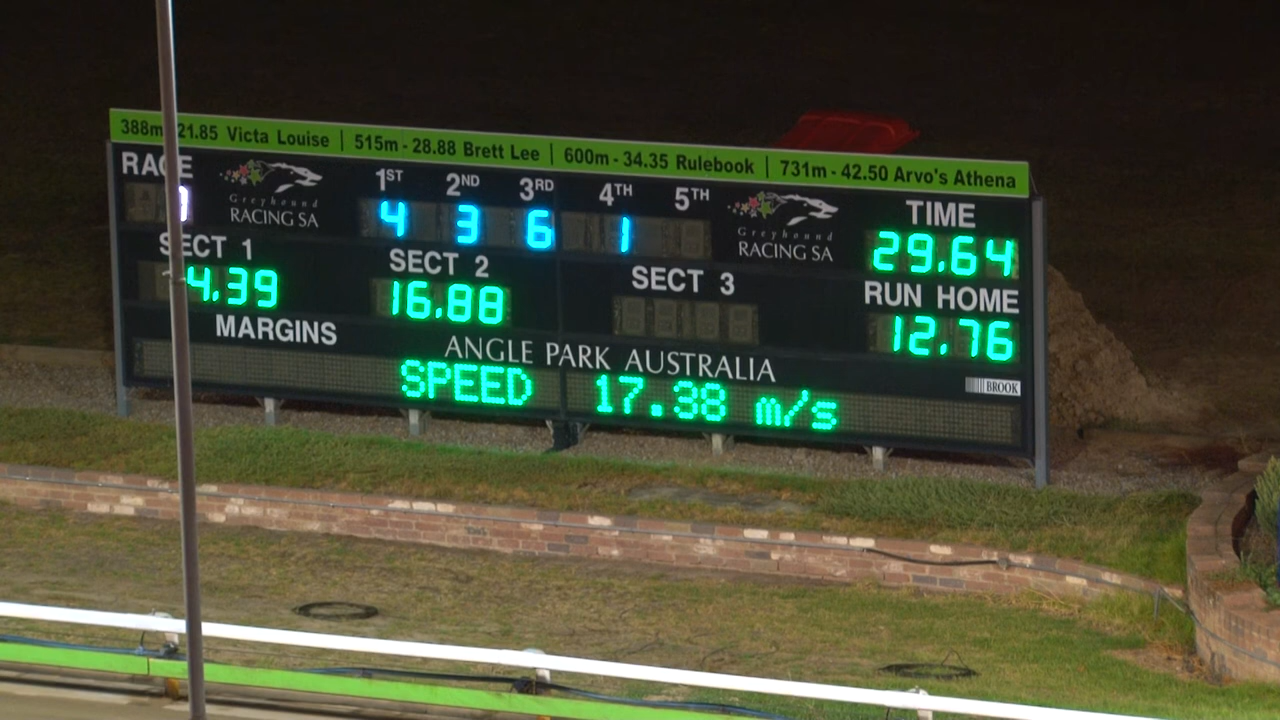 388m 21.85 Victa Louise | 515m - 28.88 Brett Lee | 600m - 34.35 Rulebook | 731m - 42.50 Arvo's Athena
RACE 1ST 2ND 3RD 4TH 5TH TIME
Greyhound RACING SA 4 3 6 1 Greyhound RACING SA 29.64
SECT 1 SECT 2 SECT 3 RUN HOME
4.39 16.88 12.76
MARGINS ANGLE PARK AUSTRALIA
BROOK
SPEED 17.38 m/s